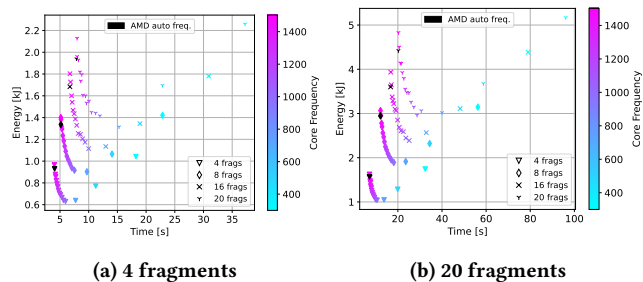 AMD auto freq.
2.2
2.0
1.8
1.6
1.4
1.2
1.0
0.8
0.6
Energy [kJ]
4 frags
8 frags
16 frags
20 frags
5 10 15 20 25 30 35
Time [s]
1400
1200
1000
800
600
400
Core Frequency
(a) 4 fragments
AMD auto freq.
5
4
3
2
1
Energy [kJ]
4 frags
8 frags
16 frags
20 frags
20 40 60 80 100
Time [s]
1400
1200
1000
800
600
400
Core Frequency
(b) 20 fragments